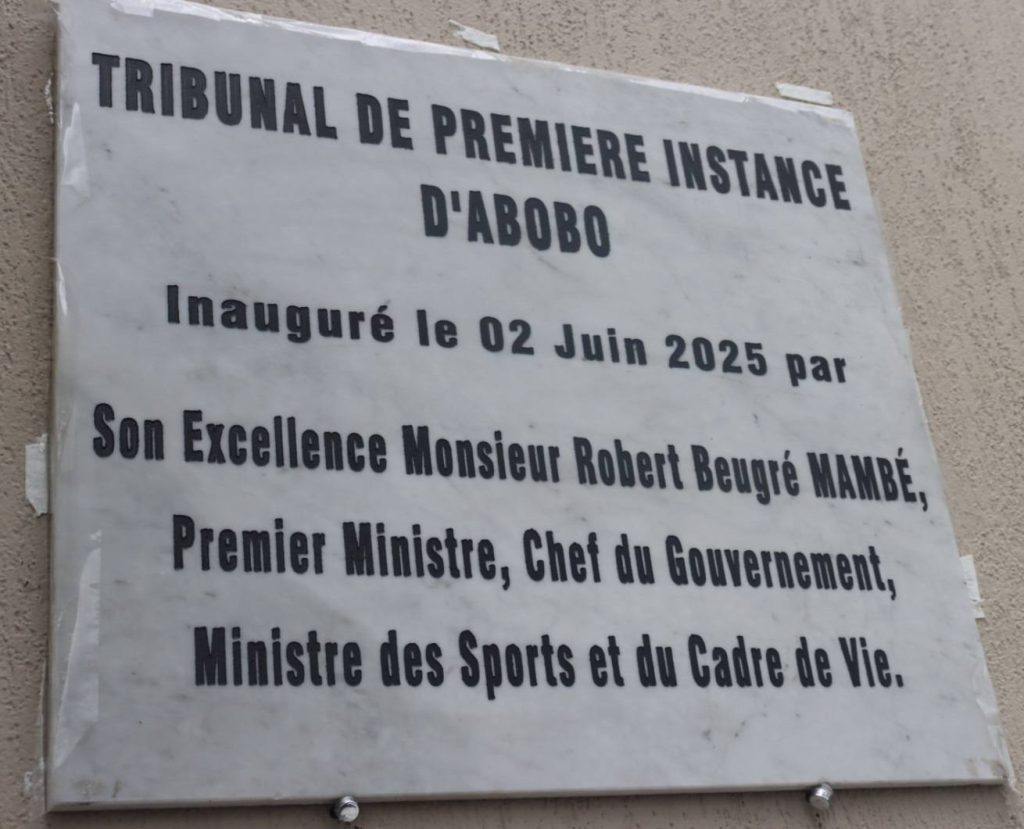 TRIBUNAL DE PREMIERE INSTANCE
D'ABOBO
Inauguré le 02 Juin 2025 par
Son Excellence Monsieur Robert Beugré MAMBÉ,
Premier Ministre, Chef du Gouvernement,
Ministre des Sports et du Cadre de Vie.